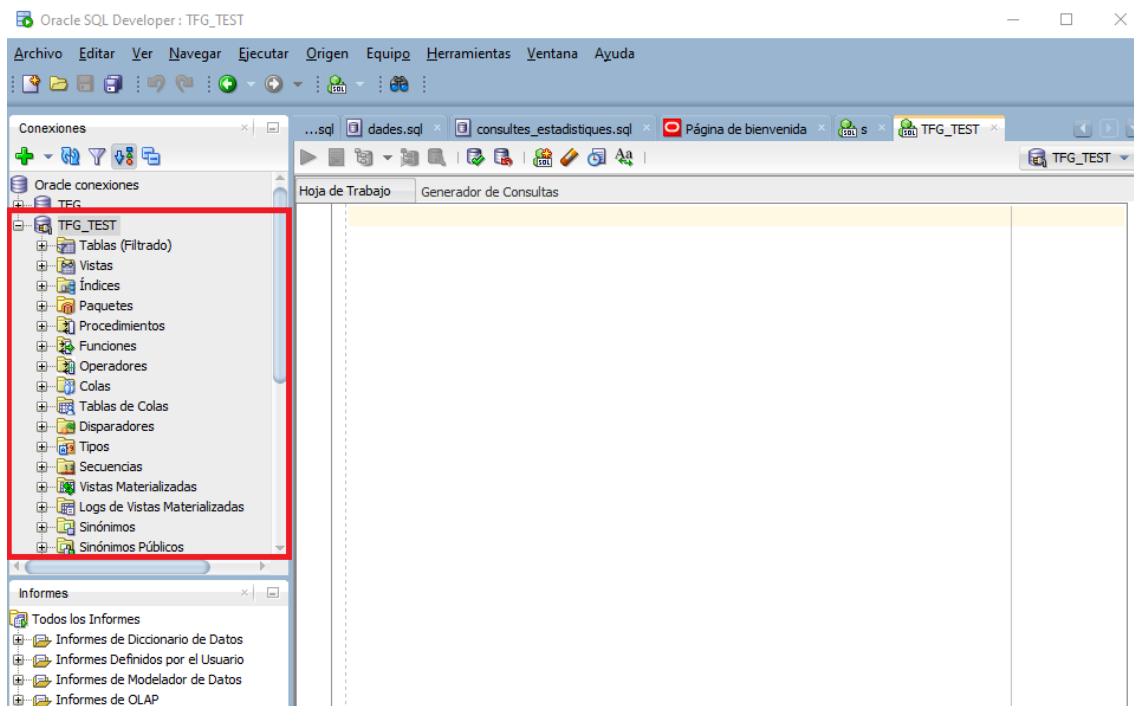 Oracle SQL Developer : TFG_TEST
Archivo Editar Ver Navegar Ejecutar Origen Equipo Herramientas Ventana Ayuda
Conexiones
...sql dades.sql consultes_estadistiques.sql Página de bienvenida s TFG_TEST
TFG_TEST
Oracle conexiones
TFG
TFG_TEST
Tablas (Filtrado)
Vistas
Índices
Paquetes
Procedimientos
Funciones
Operadores
Colas
Tablas de Colas
Disparadores
Tipos
Secuencias
Vistas Materializadas
Logs de Vistas Materializadas
Sinónimos
Sinónimos Públicos
Hoja de Trabajo Generador de Consultas
Informes
Todos los Informes
Informes de Diccionario de Datos
Informes Definidos por el Usuario
Informes de Modelador de Datos
Informes de OLAP